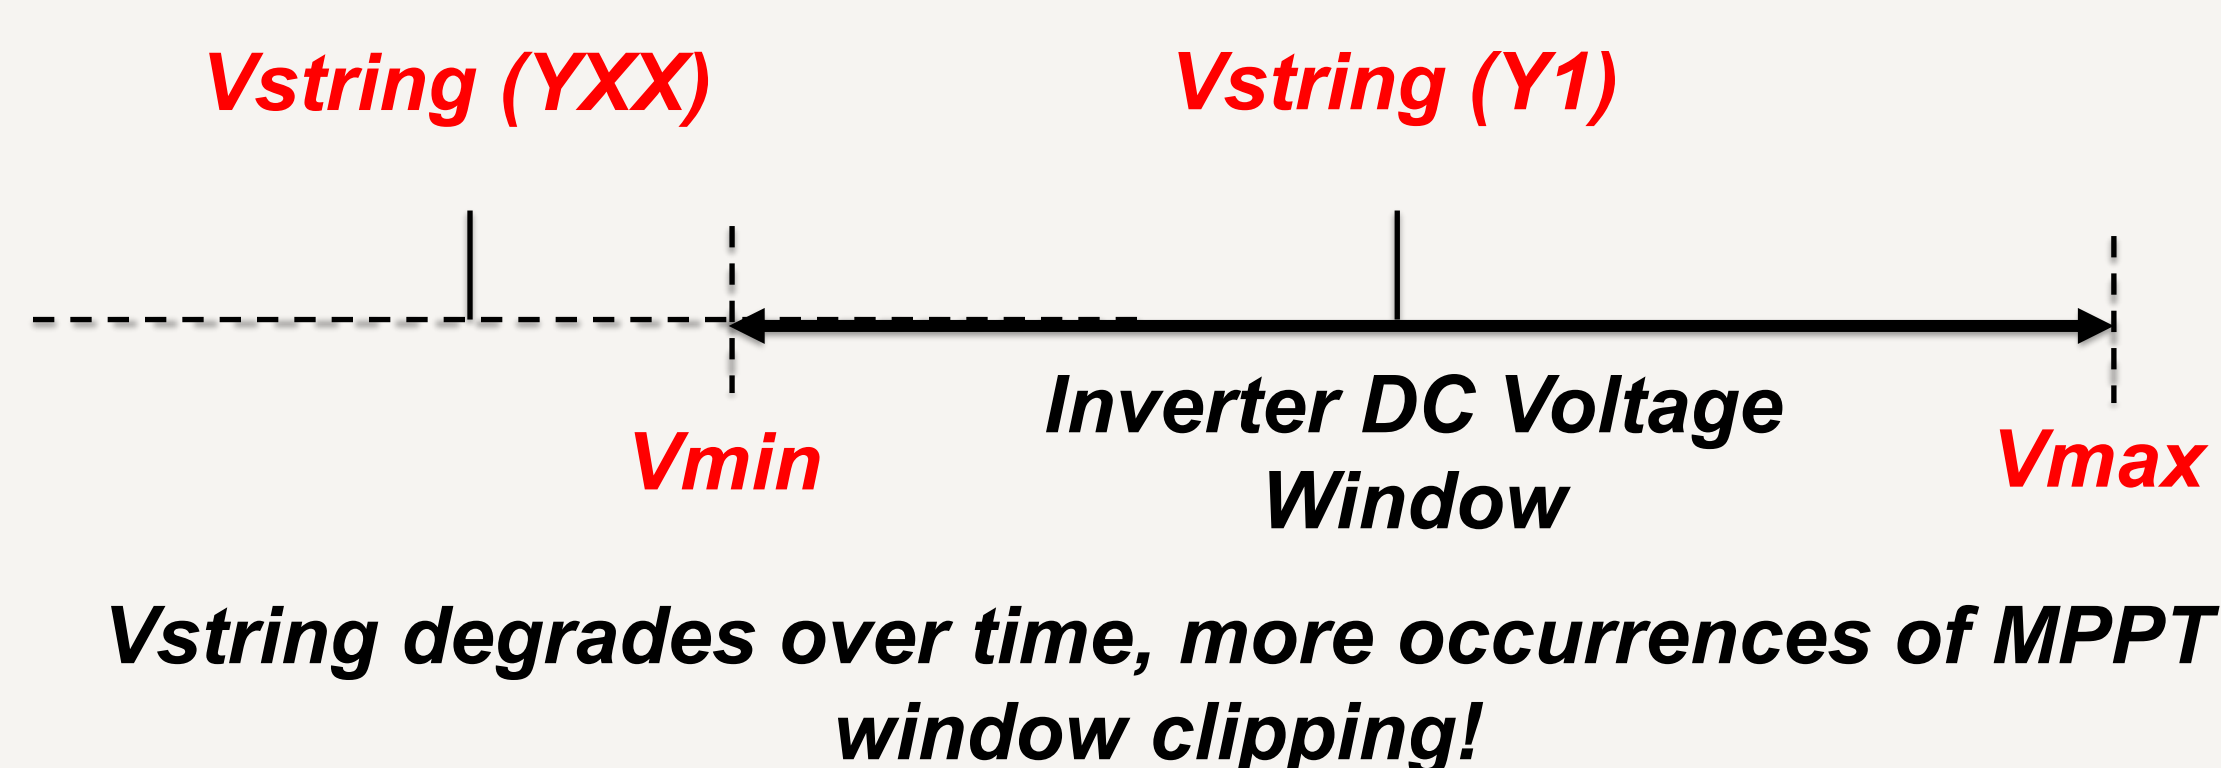 Vstring (YXX)
Vstring (Y1)
Inverter DC Voltage
Window
Vmin
Vmax
Vstring degrades over time, more occurrences of MPPT
window clipping!